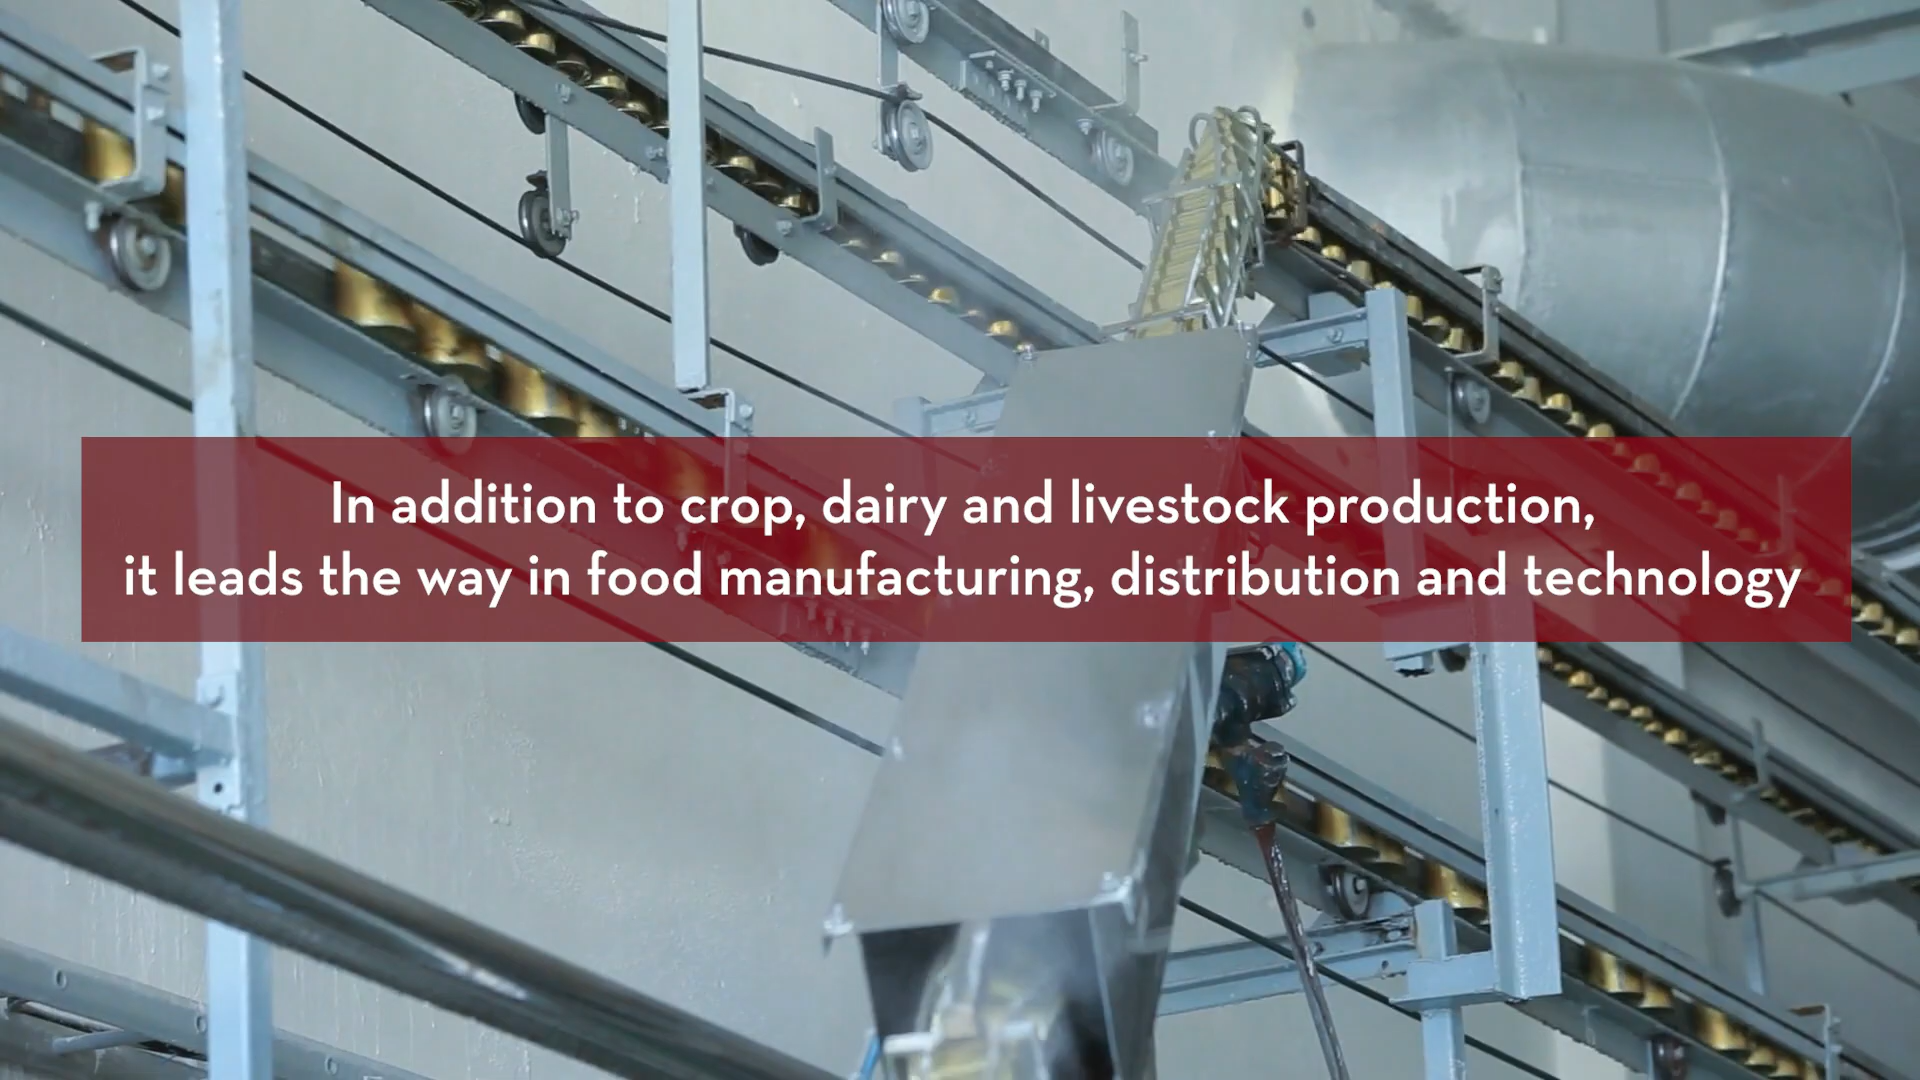 In addition to crop, dairy and livestock production,
it leads the way in food manufacturing, distribution and technology